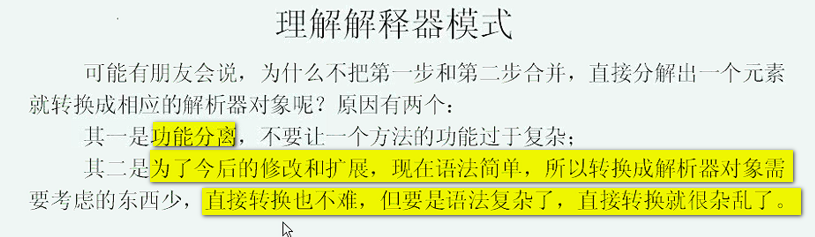 理解解释器模式
可能有朋友会说，为什么不把第一步和第二步合并，直接分解出一个元素
就转换成相应的解析器对象呢？原因有两个：
其一是功能分离，不要让一个方法的功能过于复杂；
其二是为了今后的修改和扩展，现在语法简单，所以转换成解析器对象需
要考虑的东西少，直接转换也不难，但要是语法复杂了，直接转换就很杂乱了。